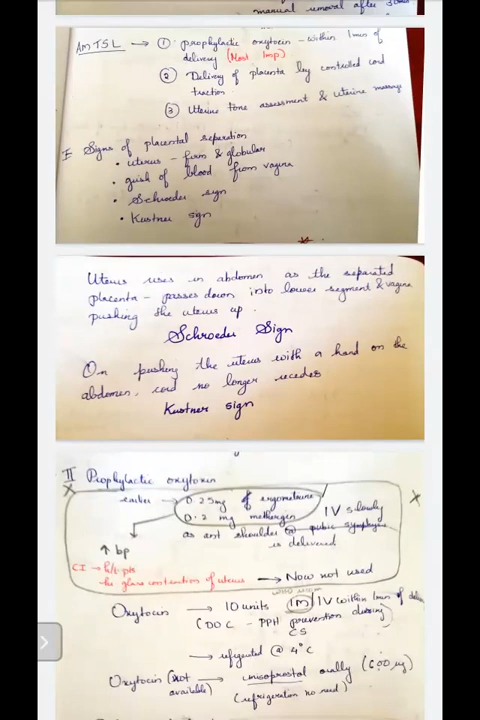 manual removal after 30min
AMTSL → ① prophylactic oxytocin - within 1min of
delivery (Most Imp)
② Delivery of placenta by controlled cord
traction.
③ Uterine tone assessment & uterine massage
I Signs of placental separation
• uterus - firm & globular
• gush of blood from vagina
• Schroeder sign
• Kustner sign
Uterus rises in abdomen as the separated
placenta - passes down into lower segment & vagina
pushing the uterus up.
Schroeder Sign
On pushing the uterus with a hand on the
abdomen, cord no longer recedes
Kustner sign
II Prophylactic oxytocin
earlier → 0.25mg of ergometrine
0.2 mg methergin IV slowly
as ant shoulder @ pubic symphysis
is delivered
↑ bp
CI → h/t pts
global contraction of uterus → Now not used
Oxytocin → 10 units IM/IV within 1min of delivery
(DOC - PPH prevention during
CS
→ refrigerated @ 4°C
Oxytocin (not → misoprostol orally (600 µg)
available) (refrigeration no need)